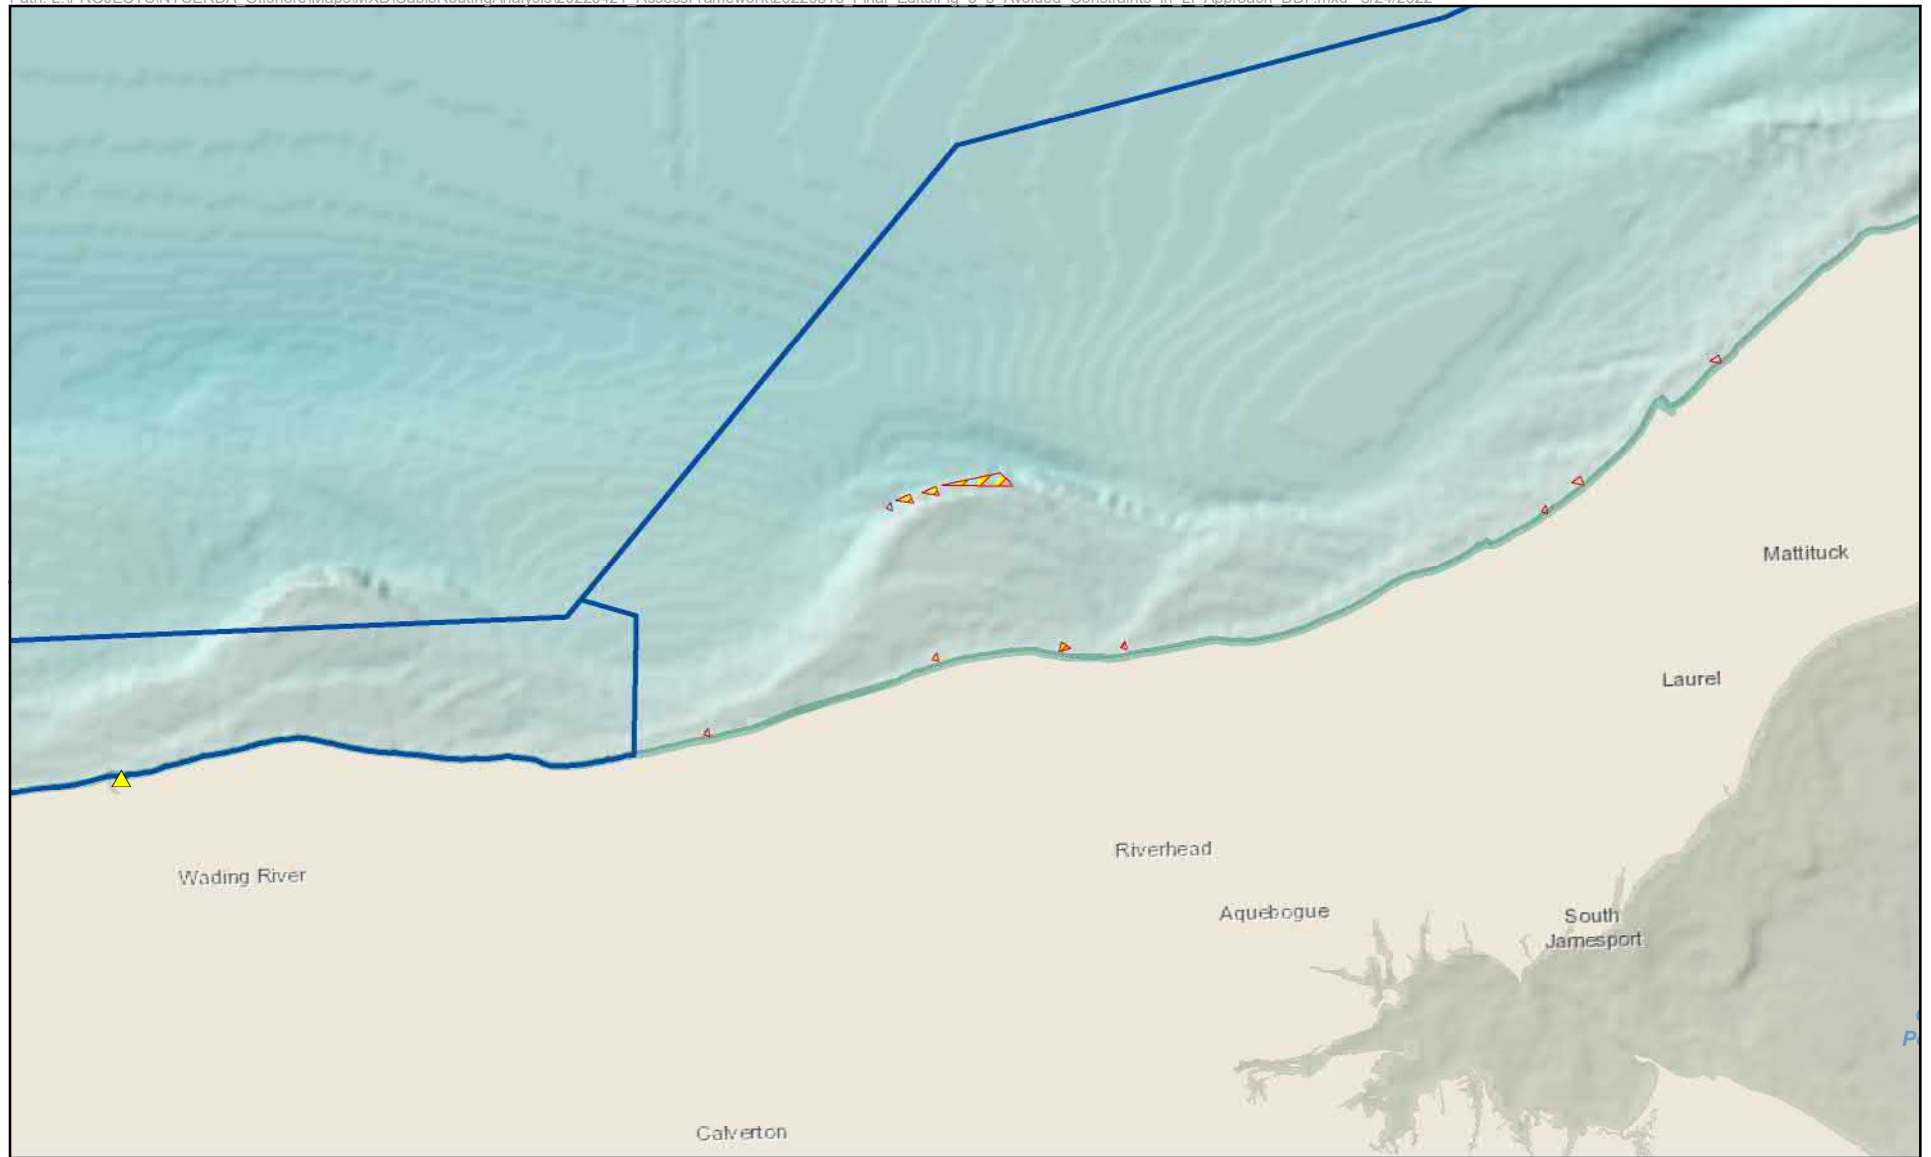 Mattituck
Laurel
Riverhead
Wading River
Aquebogue
South
Jamesport
Calverton